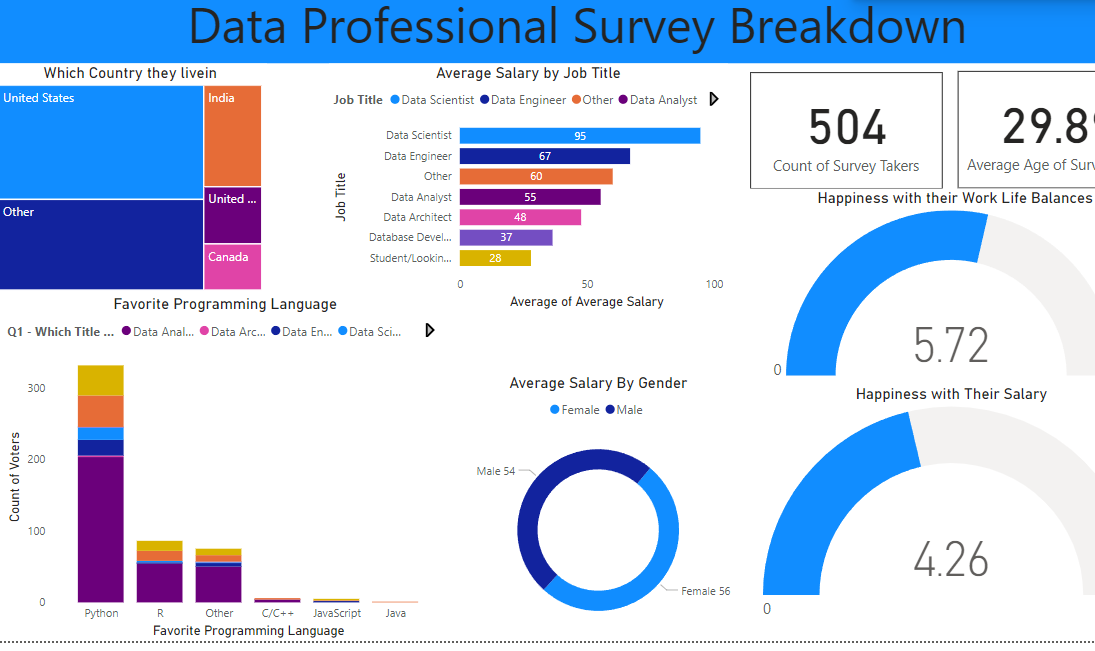 Data Professional Survey Breakdown
Which Country they livein
United States
India
Other
United ...
Canada
Average Salary by Job Title
Job Title Data Scientist Data Engineer Other Data Analyst
Job Title
Data Scientist 95
Data Engineer 67
Other 60
Data Analyst 55
Data Architect 48
Database Devel... 37
Student/Lookin... 28
0 50 100
Average of Average Salary
504
Count of Survey Takers
29.8
Average Age of
Happiness with their Work Life Balances
5.72
0
Favorite Programming Language
Q1 - Which Title ... Data Anal... Data Arc... Data En... Data Sci...
Count of Voters
300
200
100
0
Python R Other C/C++ JavaScript Java
Favorite Programming Language
Average Salary By Gender
Female Male
Male 54
Female 56
Happiness with Their Salary
4.26
0